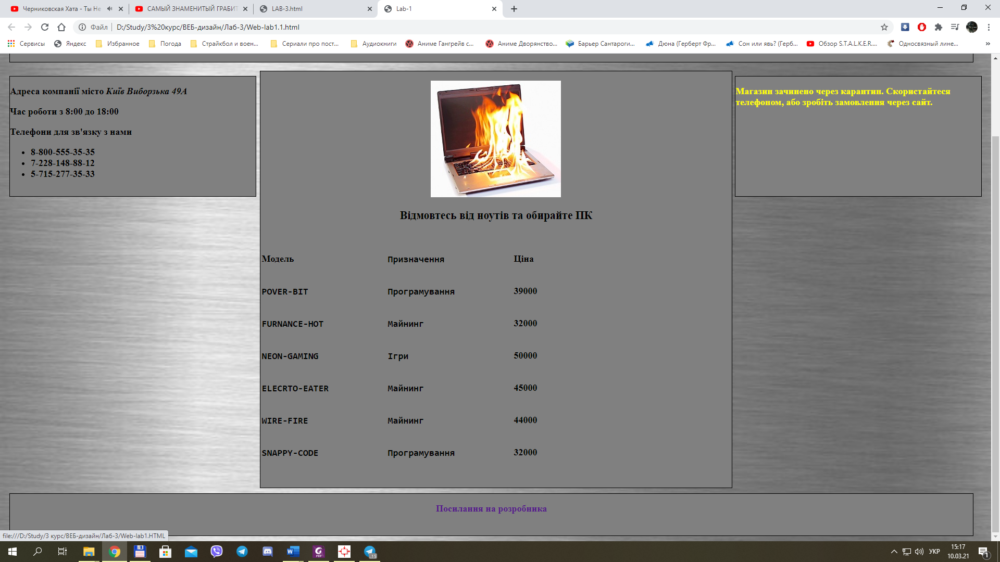 Черниковская Хата - Ты Не
САМЫЙ ЗНАМЕНИТЫЙ ГРАБИТ
LAB-3.html
Lab-1
Файл
D:/Study/3%20курс/ВЕБ-дизайн/Лаб-3/Web-lab1.1.html
Сервисы
Яндекс
Избранное
Погода
Страйкбол и воен...
Сериали про пост...
Аудиокниги
Аниме Гангрейв с...
Аниме Дворянство...
Барьер Сантароги...
Дюна (Герберт Фр...
Сон или явь? (Герб...
Обзор S.T.A.L.K.E.R....
Односвязный лине...
»
Адреса компанії місто Київ Виборзька 49А
Час роботи з 8:00 до 18:00
Телефони для зв'язку з нами
• 8-800-555-35-35
• 7-228-148-88-12
• 5-715-277-35-33
Відмовтесь від ноутів та обирайте ПК
Модель Призначення Ціна
POVER-BIT Програмування 39000
FURNANCE-HOT Майнинг 32000
NEON-GAMING Ігри 50000
ELECRTO-EATER Майнинг 45000
WIRE-FIRE Майнинг 44000
SNAPPY-CODE Програмування 32000
Магазин зачинено через карантин. Скористайтеся
телефоном, або зробіть замовлення через сайт.
Посилання на розробника
file:///D:/Study/3 курс/ВЕБ-дизайн/Лаб-3/Web-lab1.HTML
УКР
15:17
10.03.21
1